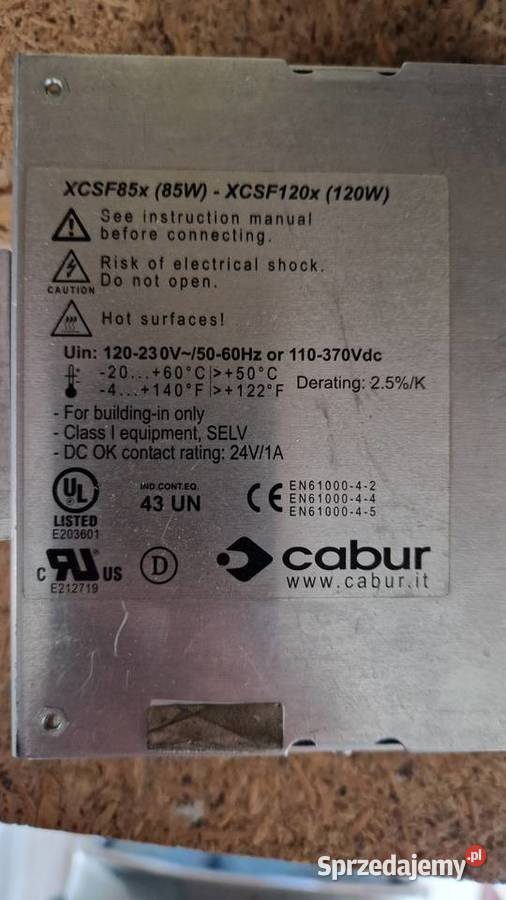 XCSF85x (85W) - XCSF120x (120W)
See instruction manual
before connecting.
CAUTION
Risk of electrical shock.
Do not open.
Hot surfaces!
Uin: 120-230V~/50-60Hz or 110-370Vdc
-20...+60°C |>+50°C
-4...+140°F |>+122°F
Derating: 2.5%/K
- For building-in only
- Class I equipment, SELV
- DC OK contact rating: 24V/1A
UL
LISTED
E203601
IND.CONT.EQ.
43 UN
CE
EN61000-4-2
EN61000-4-4
EN61000-4-5
c RU US
E212719
D
cabur
www.cabur.it
Sprzedajemy.pl